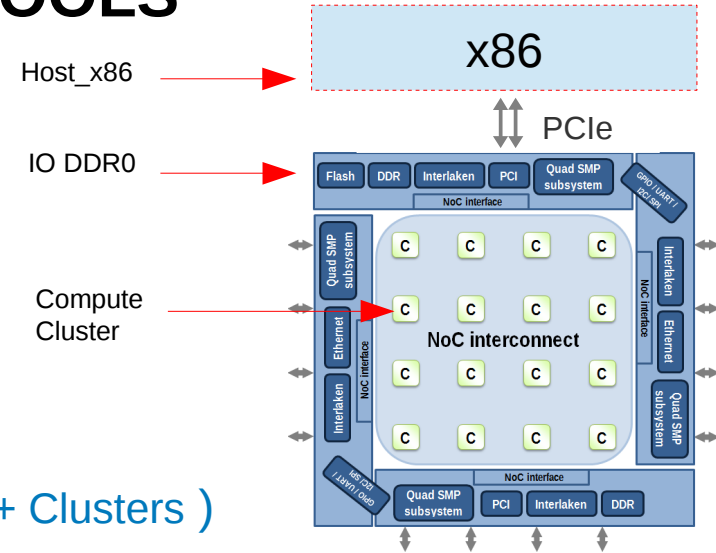 OOLS
Host_x86
x86
PCIe
IO DDR0
Flash
DDR
Interlaken
PCI
Quad SMP
subsystem
GPIO / UART /
I2C/ SPI
NoC interface
Quad SMP
subsystem
Ethernet
Interlaken
NoC interface
Compute
Cluster
C C C C
C C C C
NoC interconnect
C C C C
C C C C
NoC interface
Interlaken
Ethernet
Quad SMP
subsystem
GPIO / UART /
I2C/ SPI
NoC interface
Quad SMP
subsystem
PCI
Interlaken
DDR
+ Clusters )